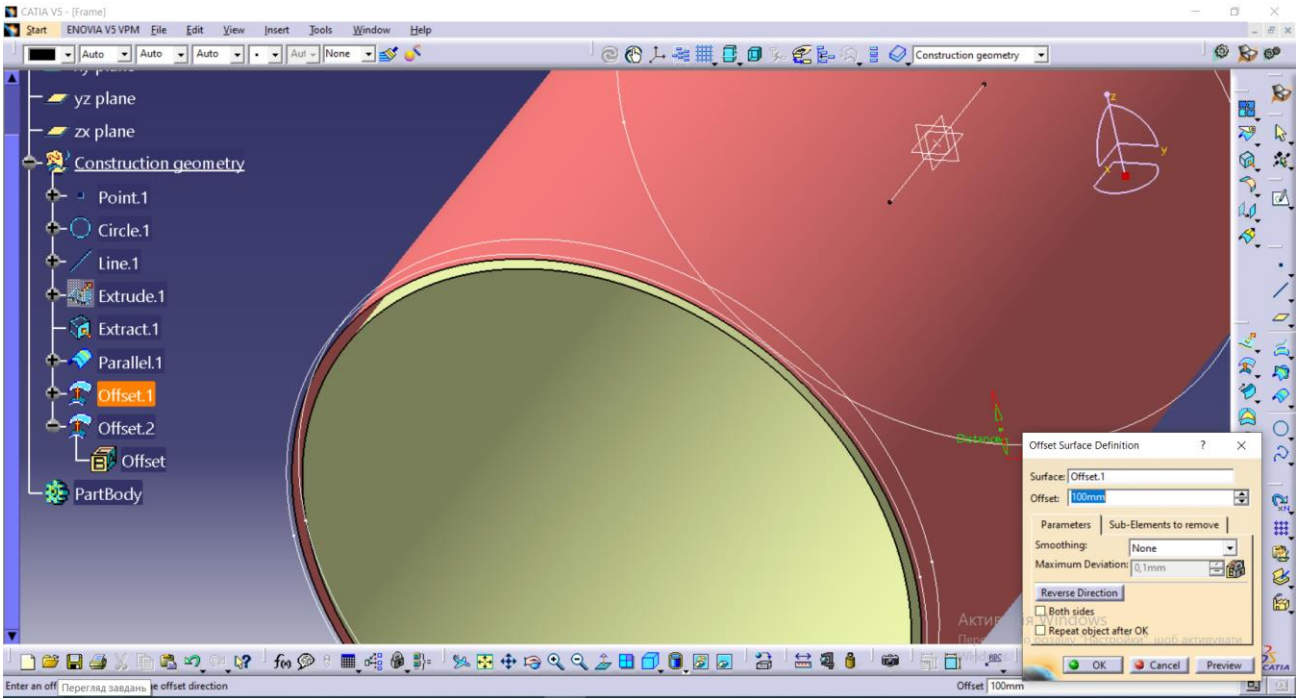 CATIA V5 - [Frame]
Start ENOVIA V5 VPM File Edit View Insert Tools Window Help
Auto Auto Auto Aut None Construction geometry
yz plane
zx plane
Construction geometry
Point.1
Circle.1
Line.1
Extrude.1
Extract.1
Parallel.1
Offset.1
Offset.2
Offset
PartBody
z
y
x
Distance
Offset Surface Definition ? X
Surface: Offset.1
Offset: 100mm
Parameters Sub-Elements to remove
Smoothing: None
Maximum Deviation: 0,1mm
Reverse Direction
Both sides
Repeat object after OK
OK Cancel Preview
CATIA
Enter an off Перегляд завдань e offset direction
Offset 100mm